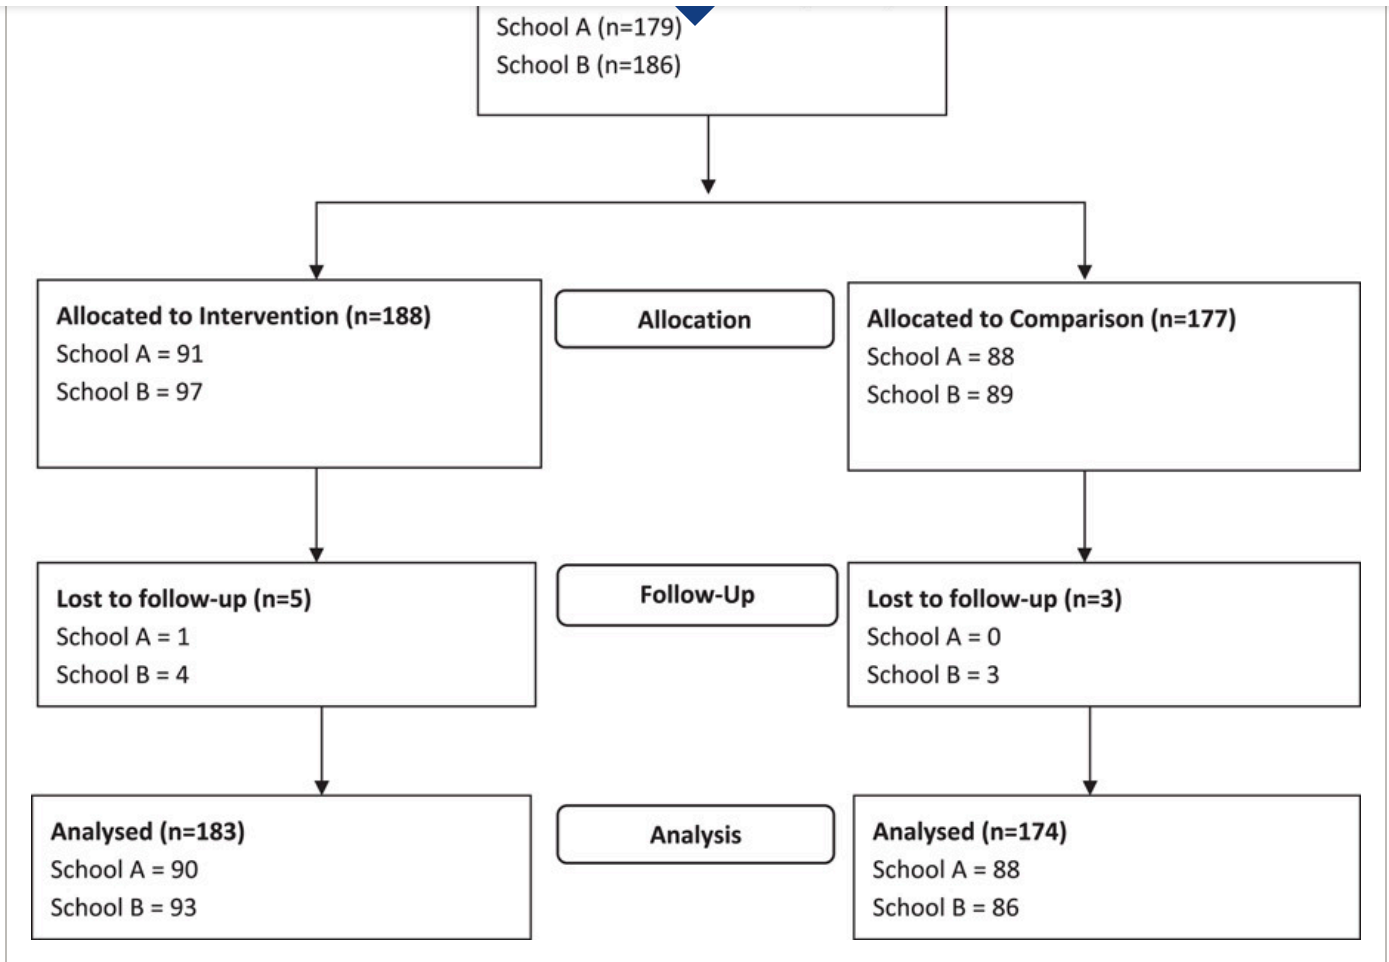 School A (n=179)
School B (n=186)
Allocated to Intervention (n=188)
School A = 91
School B = 97
Allocation
Allocated to Comparison (n=177)
School A = 88
School B = 89
Lost to follow-up (n=5)
School A = 1
School B = 4
Follow-Up
Lost to follow-up (n=3)
School A = 0
School B = 3
Analysed (n=183)
School A = 90
School B = 93
Analysis
Analysed (n=174)
School A = 88
School B = 86